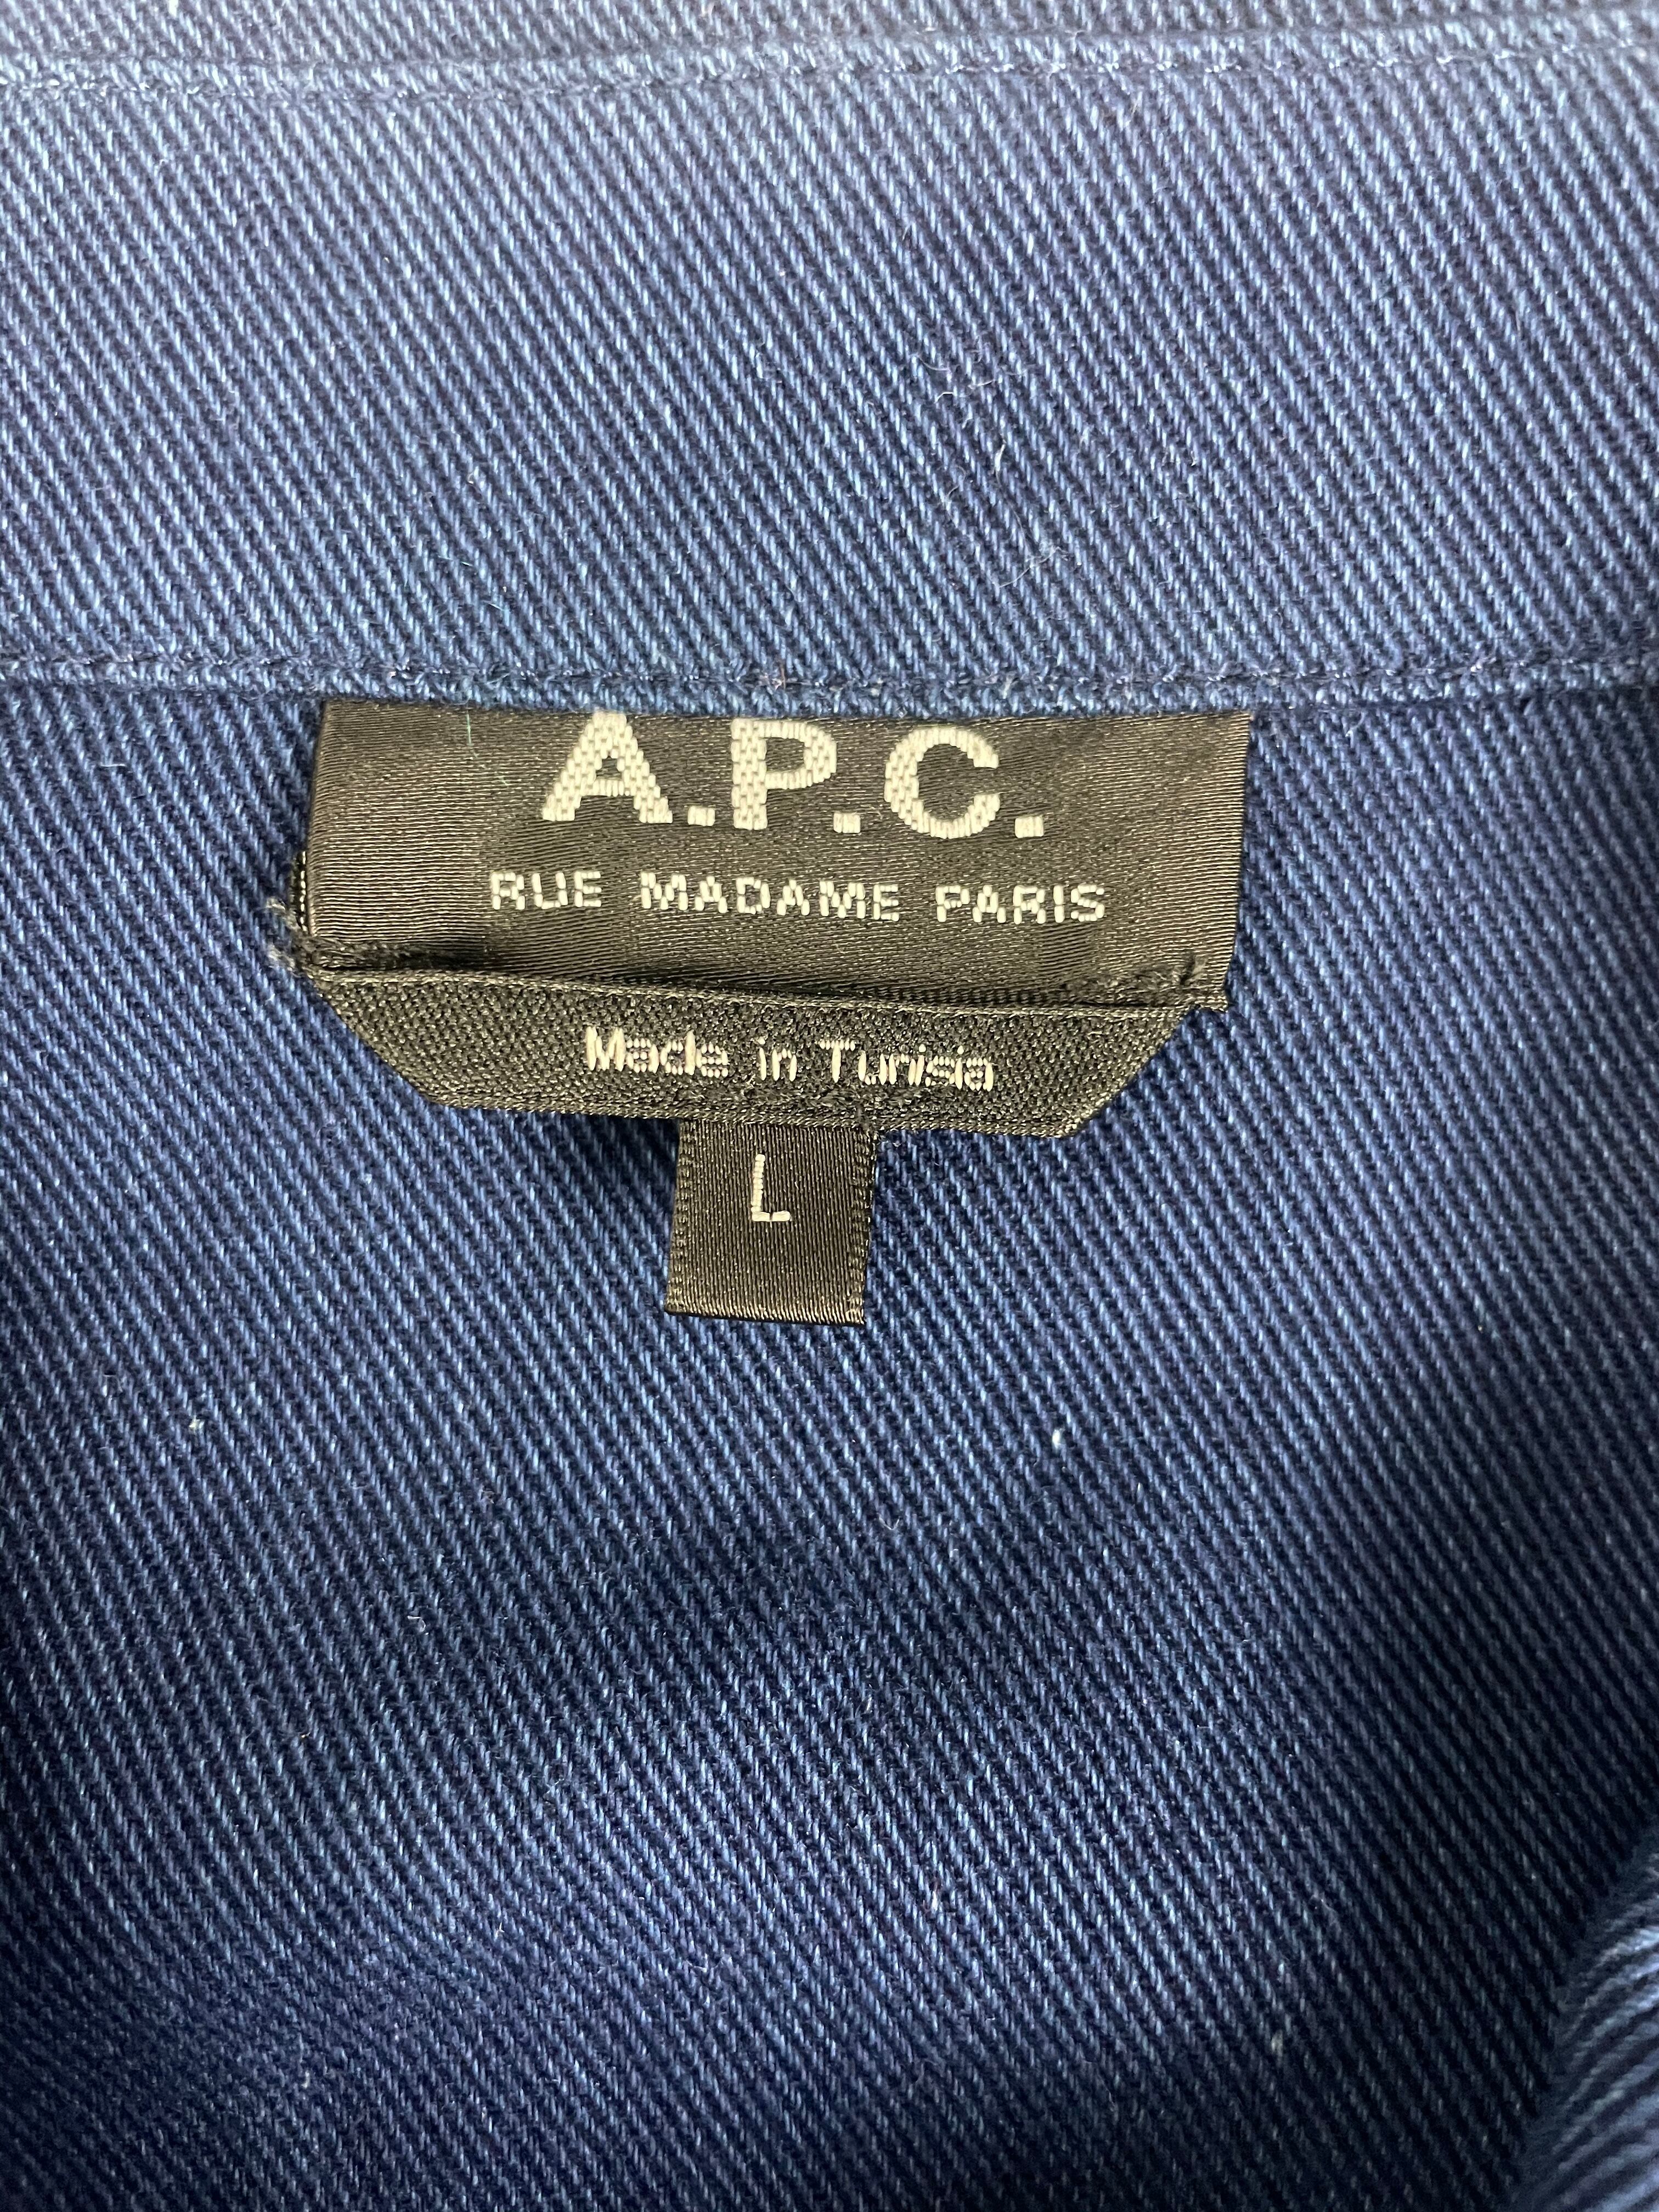 A.P.C.
RUE MADAME PARIS
Made in Tunisia
L